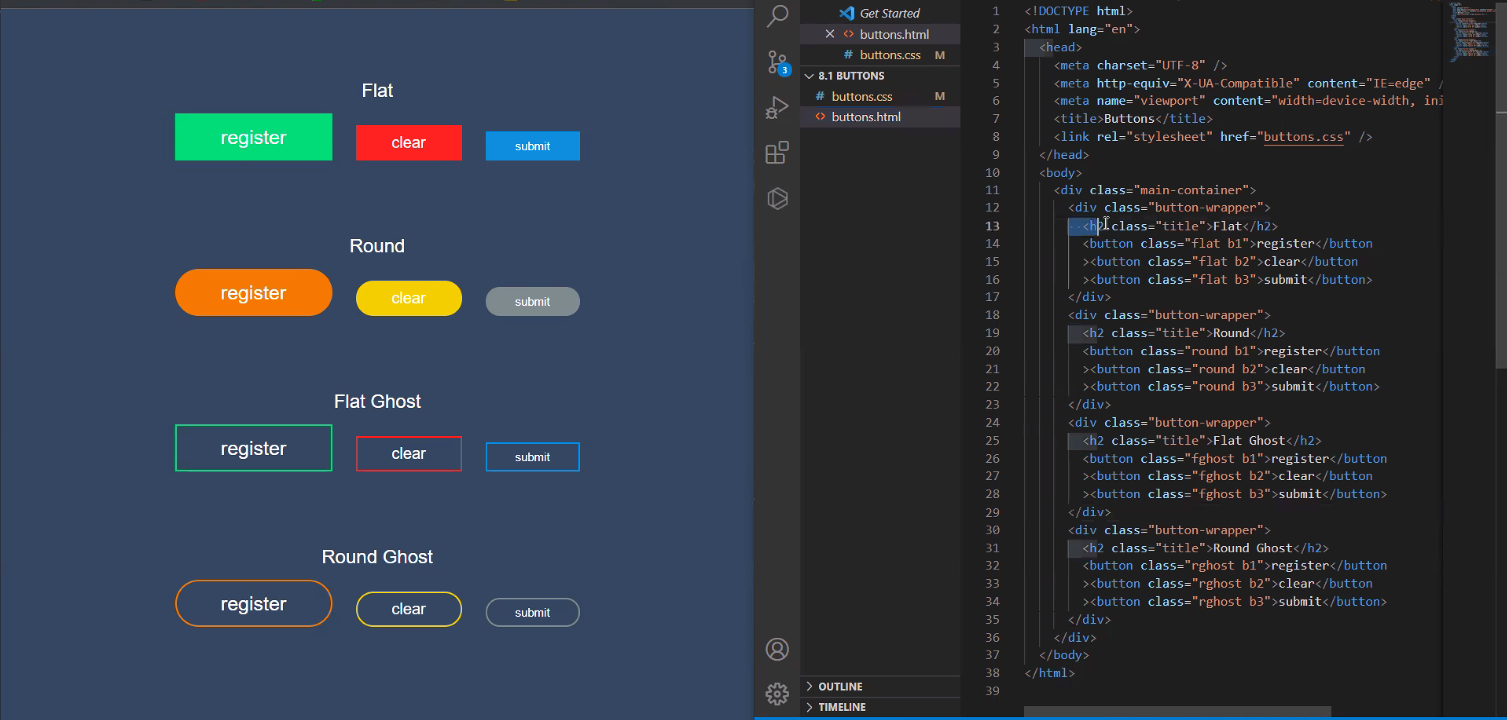 Flat
register
clear
submit
Round
register
clear
submit
Flat Ghost
register
clear
submit
Round Ghost
register
clear
submit
3
Get Started
buttons.html
buttons.css M
8.1 BUTTONS
buttons.css M
buttons.html
OUTLINE
TIMELINE
1 <!DOCTYPE html>
2 <html lang="en">
3 <head>
4 <meta charset="UTF-8" />
5 <meta http-equiv="X-UA-Compatible" content="IE=edge" /
6 <meta name="viewport" content="width=device-width, ini
7 <title>Buttons</title>
8 <link rel="stylesheet" href="buttons.css" />
9 </head>
10 <body>
11 <div class="main-container">
12 <div class="button-wrapper">
13 <h2 class="title">Flat</h2>
14 <button class="flat b1">register</button
15 ><button class="flat b2">clear</button
16 ><button class="flat b3">submit</button>
17 </div>
18 <div class="button-wrapper">
19 <h2 class="title">Round</h2>
20 <button class="round b1">register</button
21 ><button class="round b2">clear</button
22 ><button class="round b3">submit</button>
23 </div>
24 <div class="button-wrapper">
25 <h2 class="title">Flat Ghost</h2>
26 <button class="fghost b1">register</button
27 ><button class="fghost b2">clear</button
28 ><button class="fghost b3">submit</button>
29 </div>
30 <div class="button-wrapper">
31 <h2 class="title">Round Ghost</h2>
32 <button class="rghost b1">register</button
33 ><button class="rghost b2">clear</button
34 ><button class="rghost b3">submit</button>
35 </div>
36 </div>
37 </body>
38 </html>
39